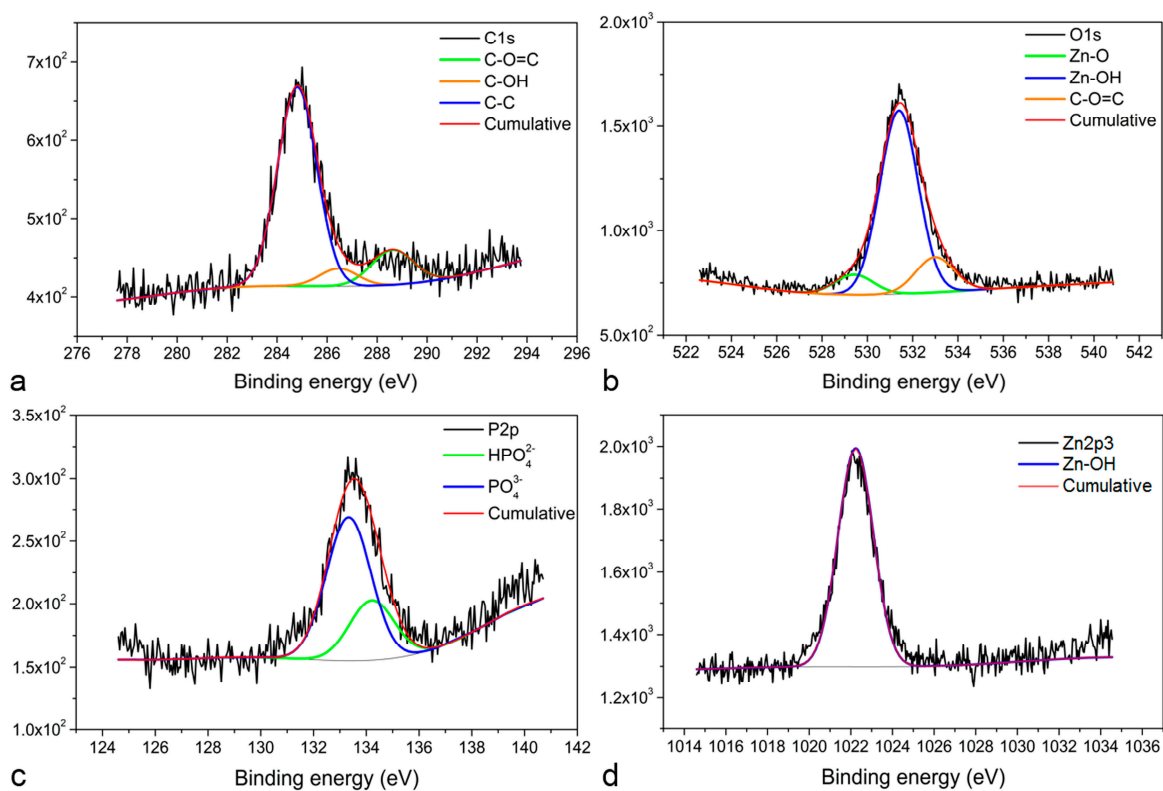 C1s
C-O=C
C-OH
C-C
Cumulative
7x10²
6x10²
5x10²
4x10²
276 278 280 282 284 286 288 290 292 294 296
Binding energy (eV)
a
O1s
Zn-O
Zn-OH
C-O=C
Cumulative
2.0x10³
1.5x10³
1.0x10³
5.0x10²
522 524 526 528 530 532 534 536 538 540 542
Binding energy (eV)
b
P2p
HPO₄²⁻
PO₄³⁻
Cumulative
3.5x10²
3.0x10²
2.5x10²
2.0x10²
1.5x10²
1.0x10²
124 126 128 130 132 134 136 138 140 142
Binding energy (eV)
c
Zn2p3
Zn-OH
Cumulative
2.0x10³
1.8x10³
1.6x10³
1.4x10³
1.2x10³
1014 1016 1018 1020 1022 1024 1026 1028 1030 1032 1034 1036
Binding energy (eV)
d